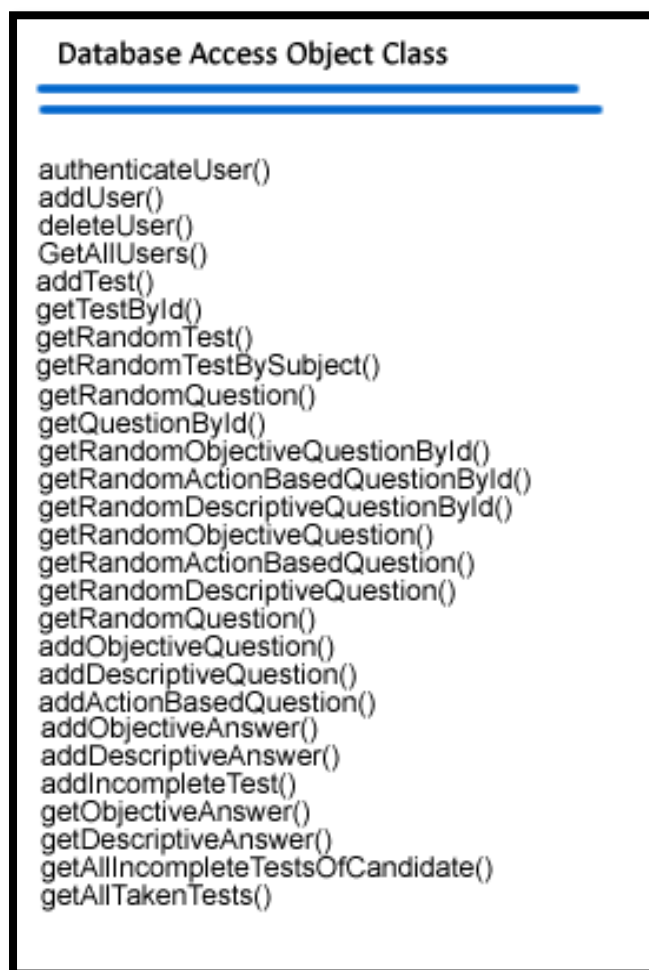 Database Access Object Class
authenticateUser()
addUser()
deleteUser()
GetAllUsers()
addTest()
getTestById()
getRandomTest()
getRandomTestBySubject()
getRandomQuestion()
getQuestionById()
getRandomObjectiveQuestionById()
getRandomActionBasedQuestionById()
getRandomDescriptiveQuestionById()
getRandomObjectiveQuestion()
getRandomActionBasedQuestion()
getRandomDescriptiveQuestion()
getRandomQuestion()
addObjectiveQuestion()
addDescriptiveQuestion()
addActionBasedQuestion()
addObjectiveAnswer()
addDescriptiveAnswer()
addIncompleteTest()
getObjectiveAnswer()
getDescriptiveAnswer()
getAllIncompleteTestsOfCandidate()
getAllTakenTests()